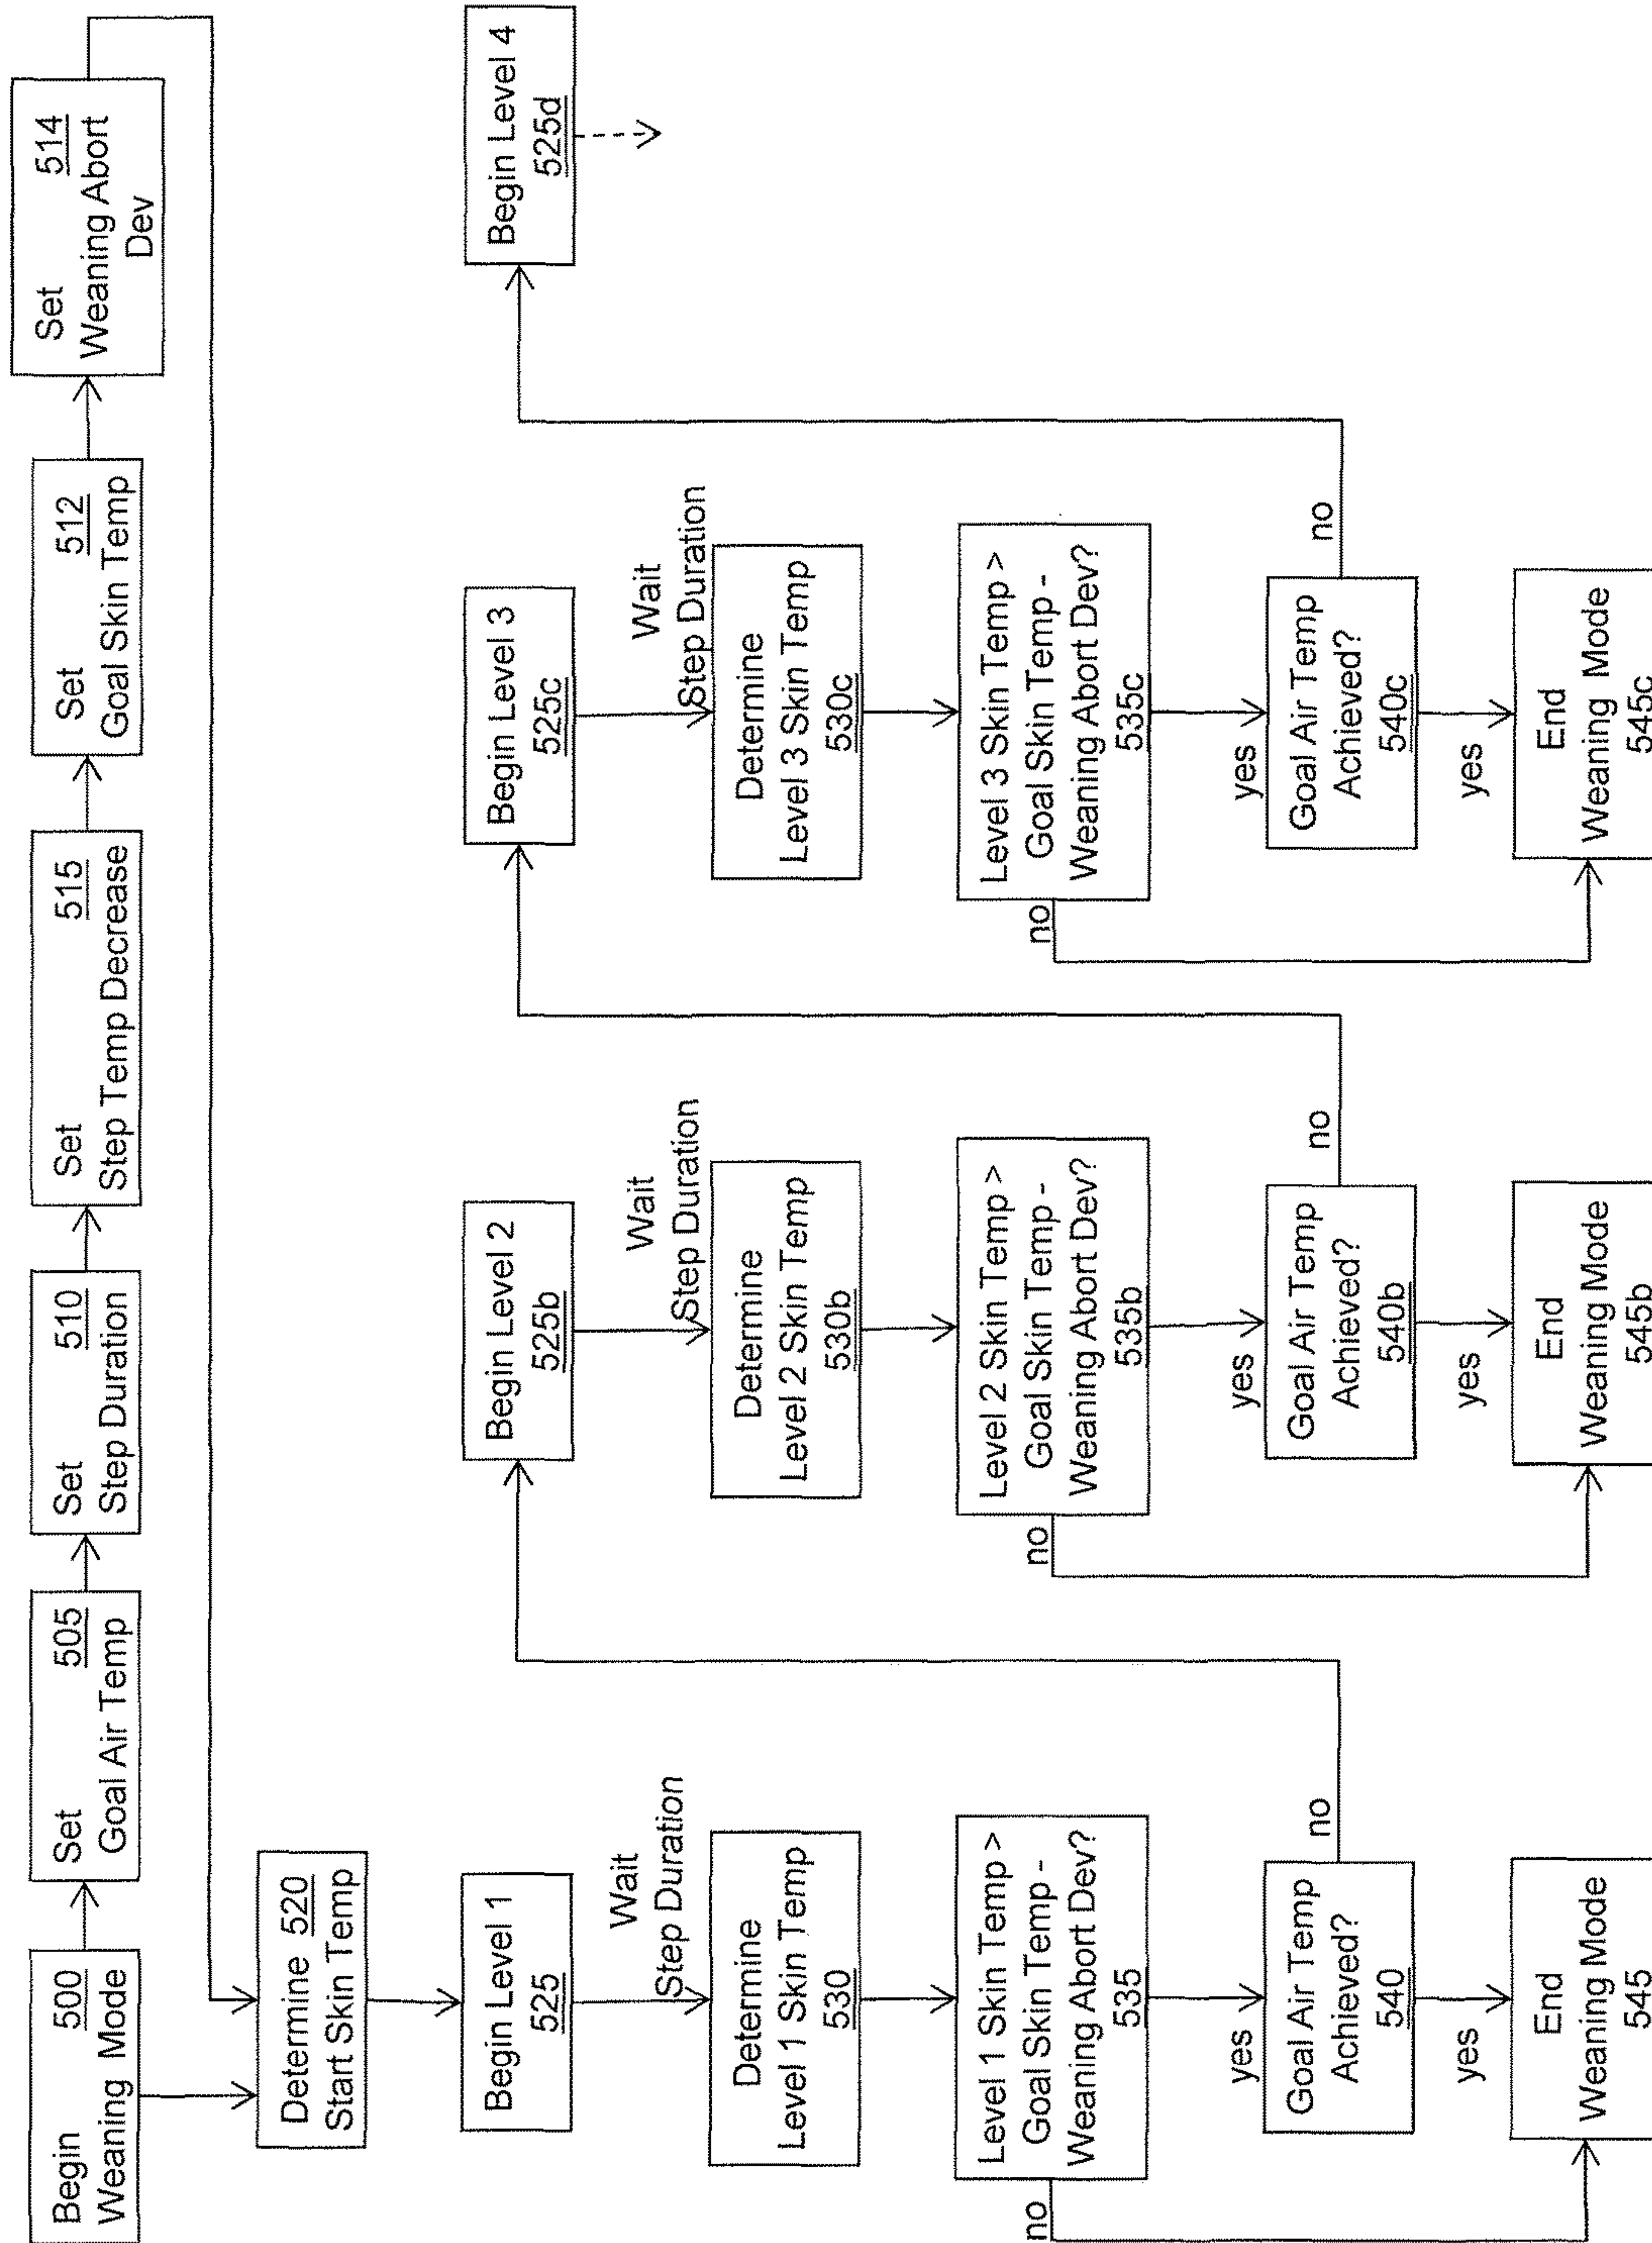 Begin 500
Weaning Mode
Set 505
Goal Air Temp
Set 510
Step Duration
Set 515
Step Temp Decrease
Set 512
Goal Skin Temp
Set 514
Weaning Abort
Dev
Determine 520
Start Skin Temp
Begin Level 1
525
Wait
Step Duration
Determine
Level 1 Skin Temp
530
Level 1 Skin Temp >
Goal Skin Temp -
Weaning Abort Dev?
535
no
yes
Goal Air Temp
Achieved?
540
no
yes
End
Weaning Mode
545
Begin Level 2
525b
Wait
Step Duration
Determine
Level 2 Skin Temp
530b
Level 2 Skin Temp >
Goal Skin Temp -
Weaning Abort Dev?
535b
no
yes
Goal Air Temp
Achieved?
540b
no
yes
End
Weaning Mode
545b
Begin Level 3
525c
Wait
Step Duration
Determine
Level 3 Skin Temp
530c
Level 3 Skin Temp >
Goal Skin Temp -
Weaning Abort Dev?
535c
no
yes
Goal Air Temp
Achieved?
540c
no
yes
End
Weaning Mode
545c
Begin Level 4
525d